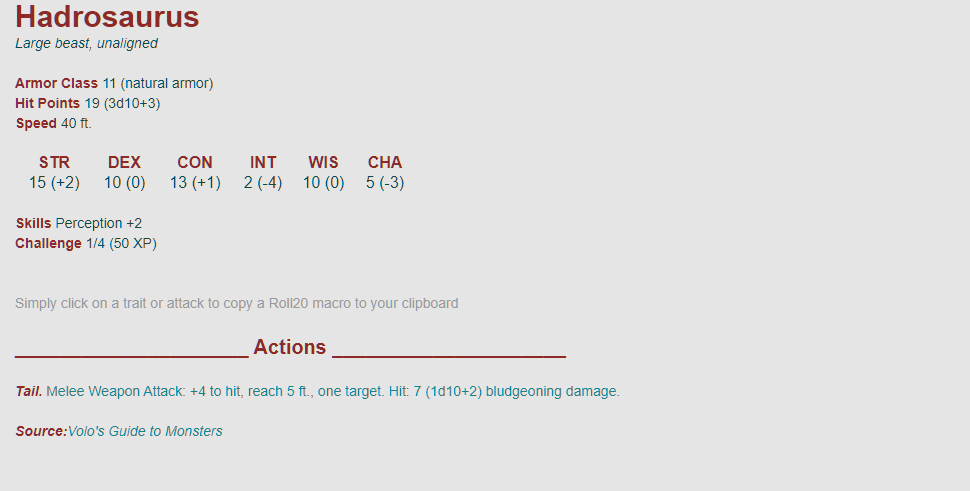 Hadrosaurus
Large beast, unaligned
Armor Class 11 (natural armor)
Hit Points 19 (3d10+3)
Speed 40 ft.
STR DEX CON INT WIS CHA
15 (+2) 10 (0) 13 (+1) 2 (-4) 10 (0) 5 (-3)
Skills Perception +2
Challenge 1/4 (50 XP)
Simply click on a trait or attack to copy a Roll20 macro to your clipboard
_____________________ Actions _____________________
Tail. Melee Weapon Attack: +4 to hit, reach 5 ft., one target. Hit: 7 (1d10+2) bludgeoning damage.
Source:Volo's Guide to Monsters